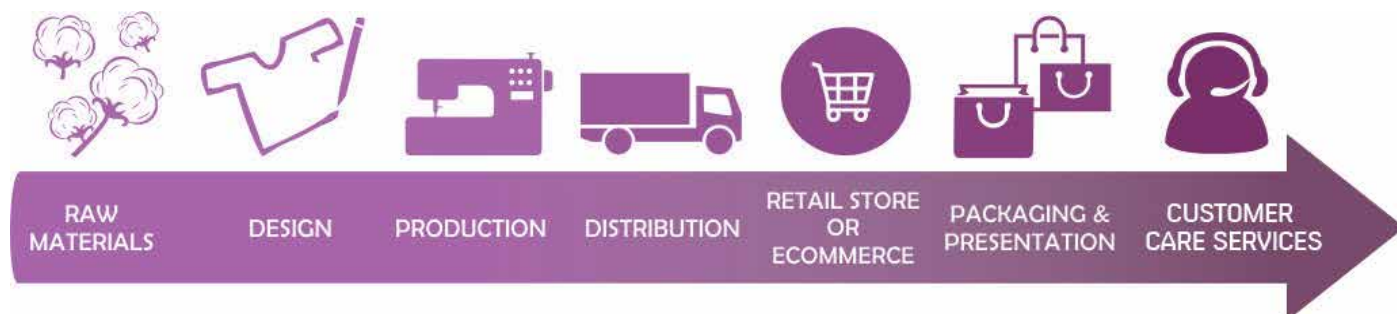 RAW
MATERIALS
DESIGN
PRODUCTION
DISTRIBUTION
RETAIL STORE
OR
ECOMMERCE
PACKAGING &
PRESENTATION
CUSTOMER
CARE SERVICES